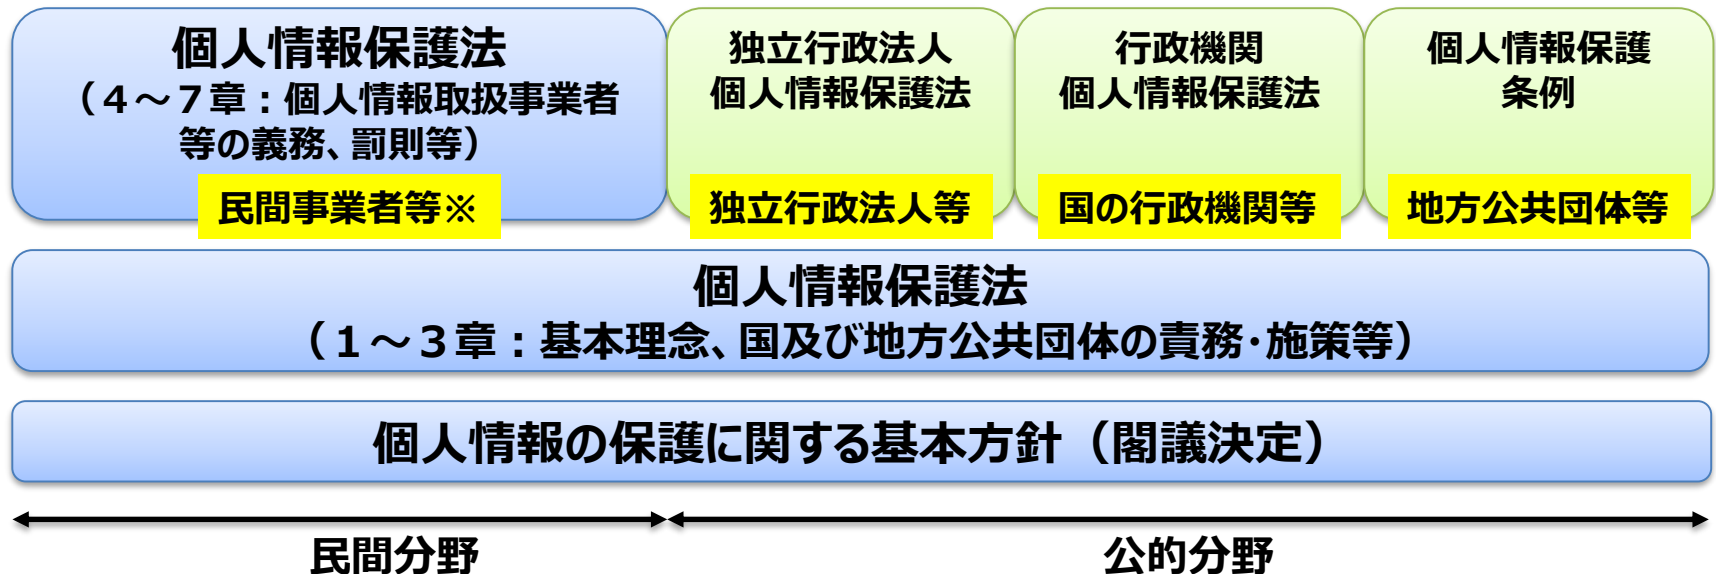 個人情報保護法
（４～７章：個人情報取扱事業者
等の義務、罰則等）
民間事業者等※
独立行政法人
個人情報保護法
独立行政法人等
行政機関
個人情報保護法
国の行政機関等
個人情報保護
条例
地方公共団体等
個人情報保護法
（１～３章：基本理念、国及び地方公共団体の責務・施策等）
個人情報の保護に関する基本方針（閣議決定）
民間分野
公的分野